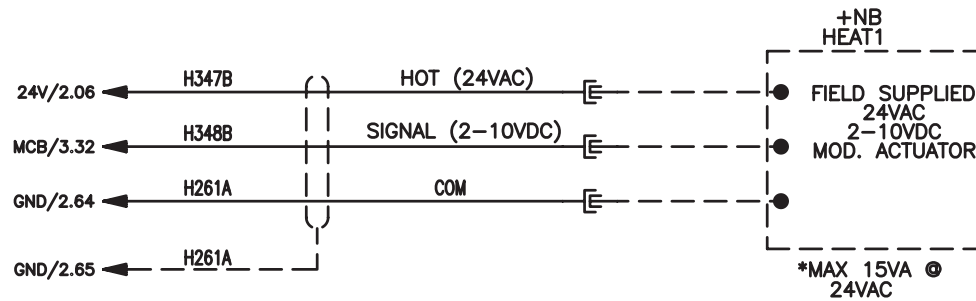 +NB
HEAT1
24V/2.06 H347B HOT (24VAC)
MCB/3.32 H348B SIGNAL (2-10VDC)
GND/2.64 H261A COM
GND/2.65 H261A
FIELD SUPPLIED
24VAC
2-10VDC
MOD. ACTUATOR
*MAX 15VA @
24VAC